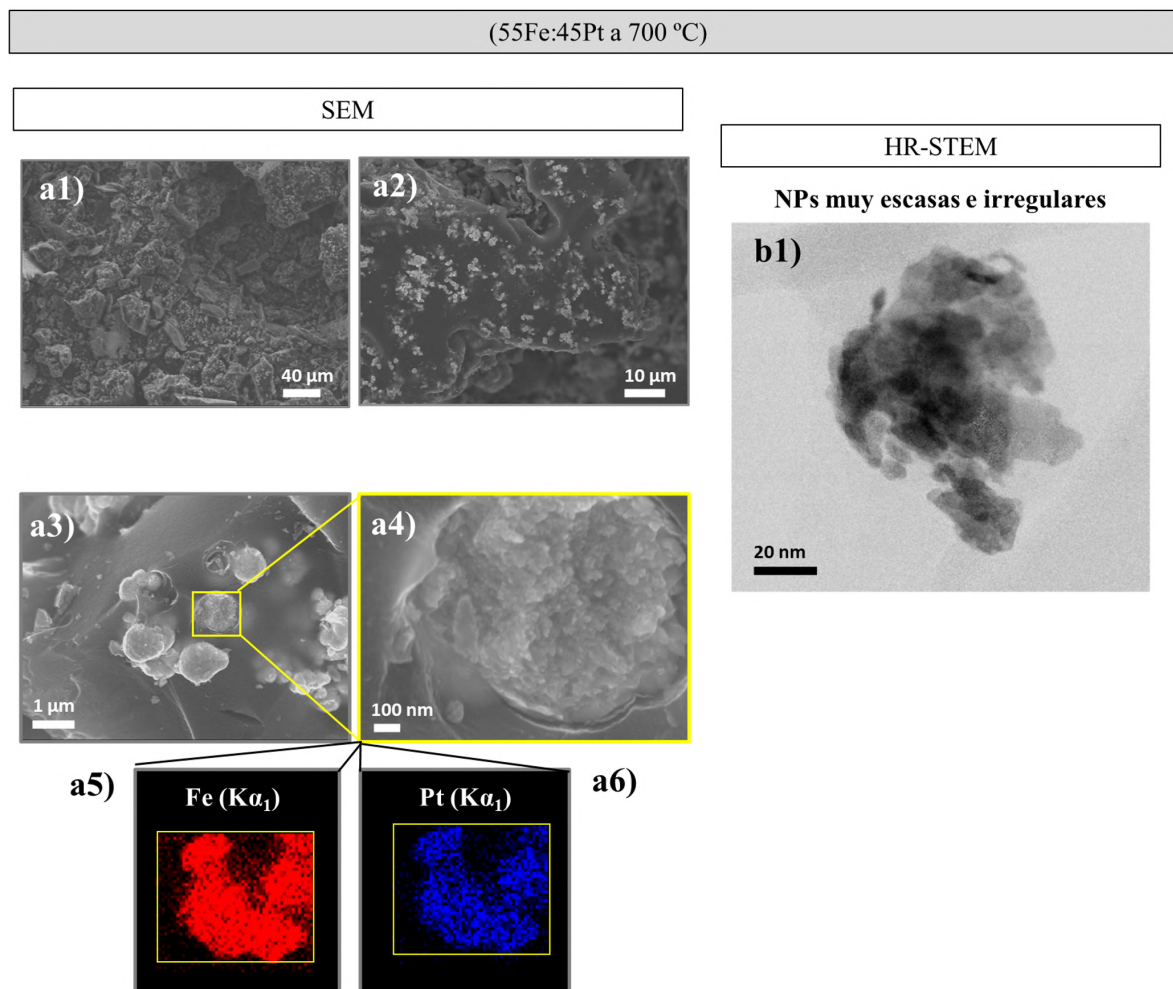 (55Fe:45Pt a 700 ºC)
SEM
HR-STEM
NPs muy escasas e irregulares
a1)
40 µm
a2)
10 µm
b1)
20 nm
a3)
1 µm
a4)
100 nm
a5)
Fe (Kα₁)
Pt (Kα₁)
a6)